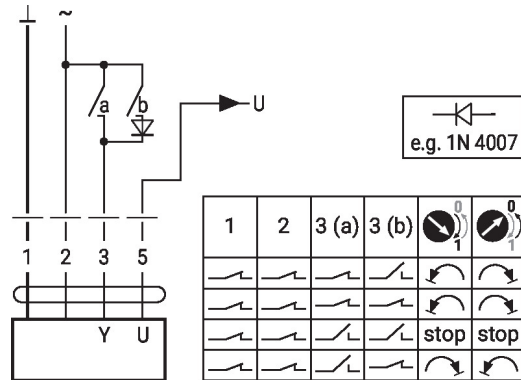 ~
a b
U
e.g. 1N 4007
1 2 3 5
Y U
1 2 3 (a) 3 (b) 0 1 0 1
stop stop